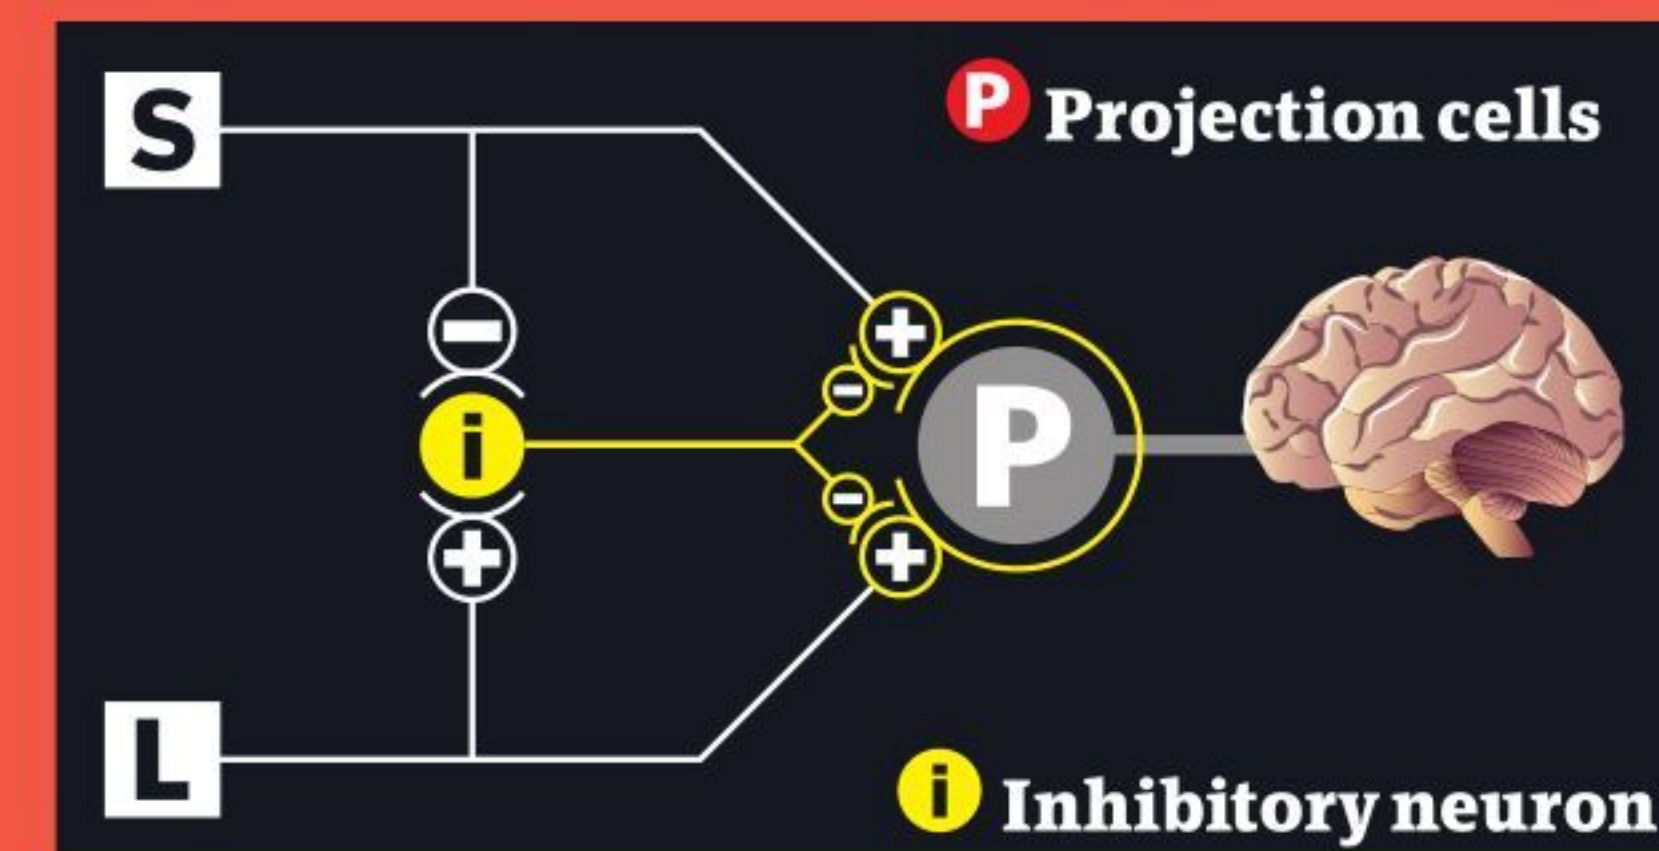 S
P Projection cells
−
+
−
i
P
−
+
+
L
i Inhibitory neuron